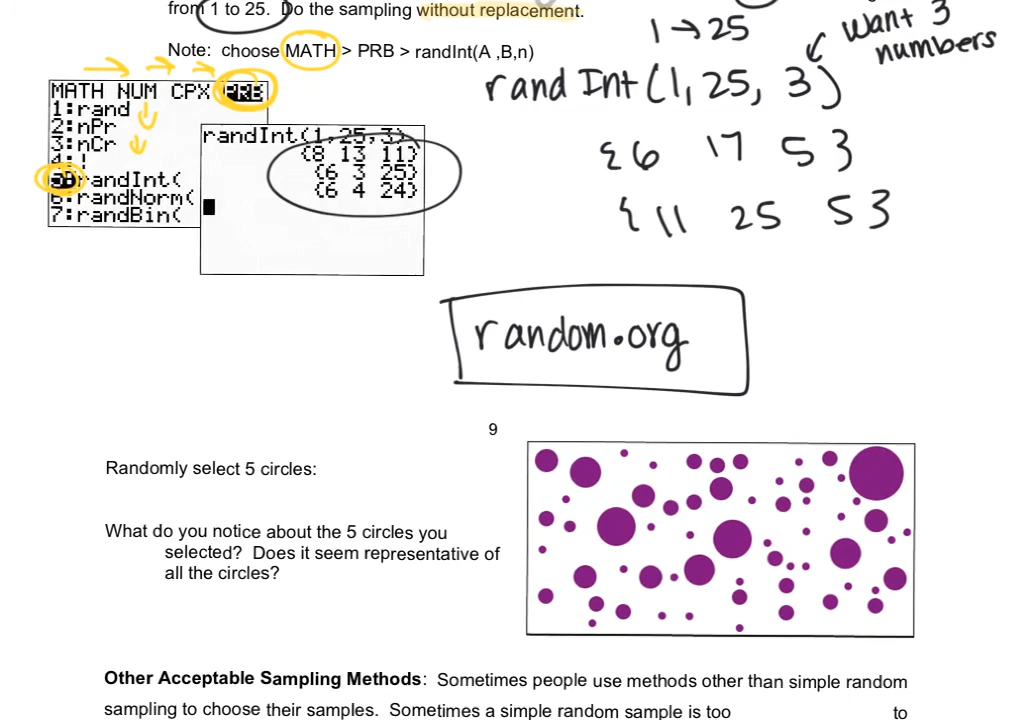 from 1 to 25. Do the sampling without replacement.
Note: choose MATH > PRB > randInt(A ,B,n)
1 → 25
want 3
numbers
rand Int (1, 25, 3)
{6 17 5}
{11 25 5}
MATH NUM CPX PRB
1:rand
2:nPr
3:nCr
4:!
5:randInt(
6:randNorm(
7:randBin(
randInt(1,25,3)
{8 13 11}
{6 3 25}
{6 4 24}
random.org
9
Randomly select 5 circles:
What do you notice about the 5 circles you
selected? Does it seem representative of
all the circles?
Other Acceptable Sampling Methods: Sometimes people use methods other than simple random
sampling to choose their samples. Sometimes a simple random sample is too to